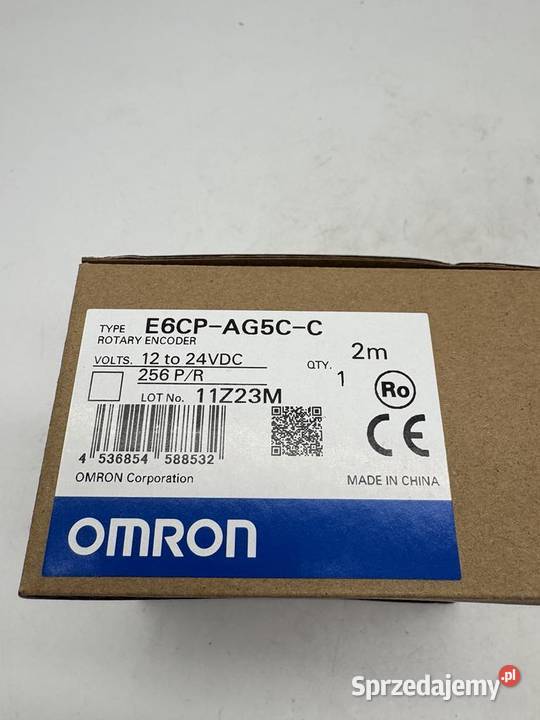 TYPE E6CP-AG5C-C
ROTARY ENCODER
VOLTS. 12 to 24VDC
256 P/R
QTY. 2m
1
LOT No. 11Z23M
Ro
CE
4 536854 588532
OMRON Corporation
MADE IN CHINA
OMRON
Sprzedajemy.pl